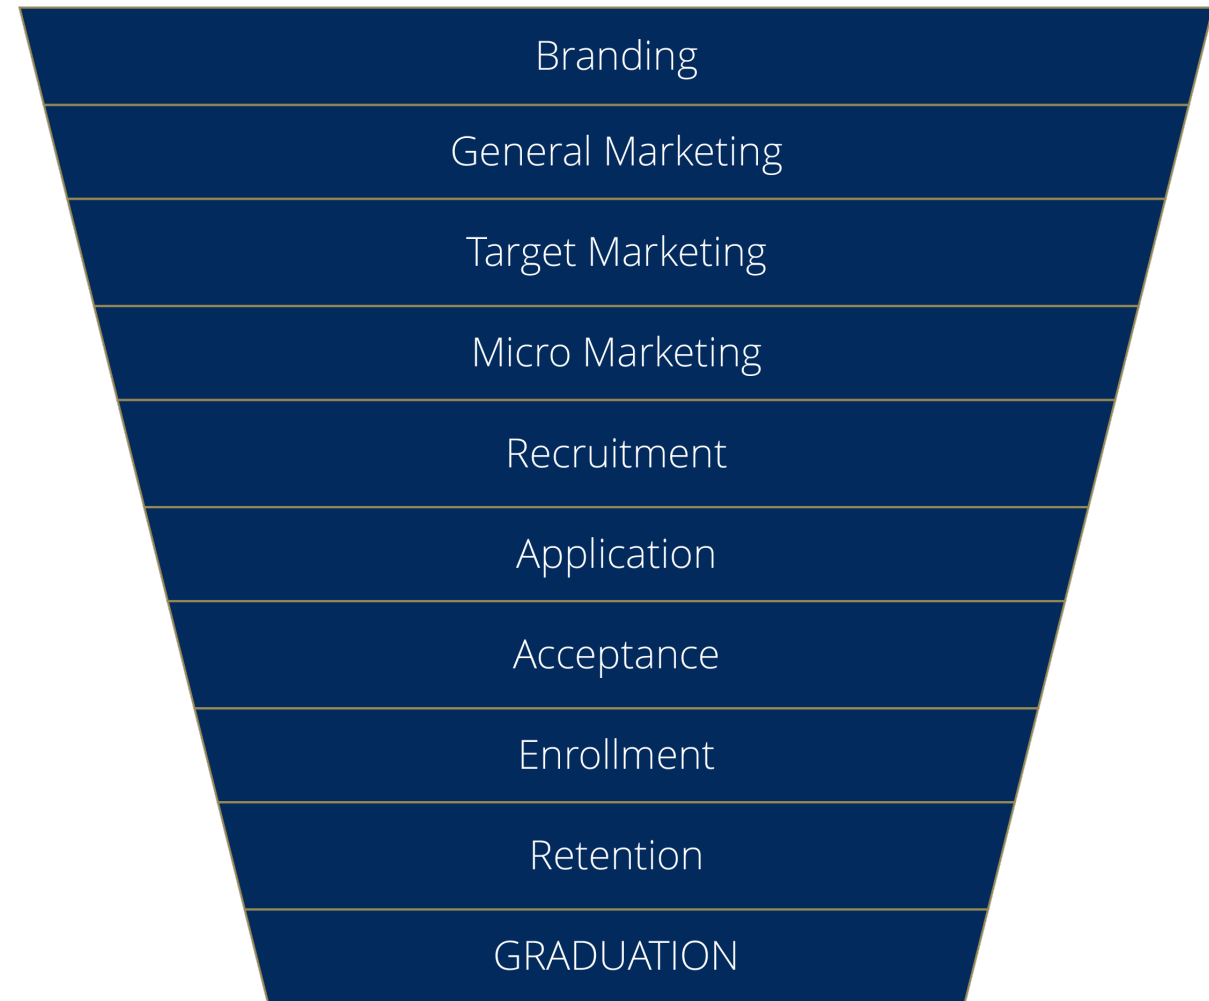 Branding
General Marketing
Target Marketing
Micro Marketing
Recruitment
Application
Acceptance
Enrollment
Retention
GRADUATION